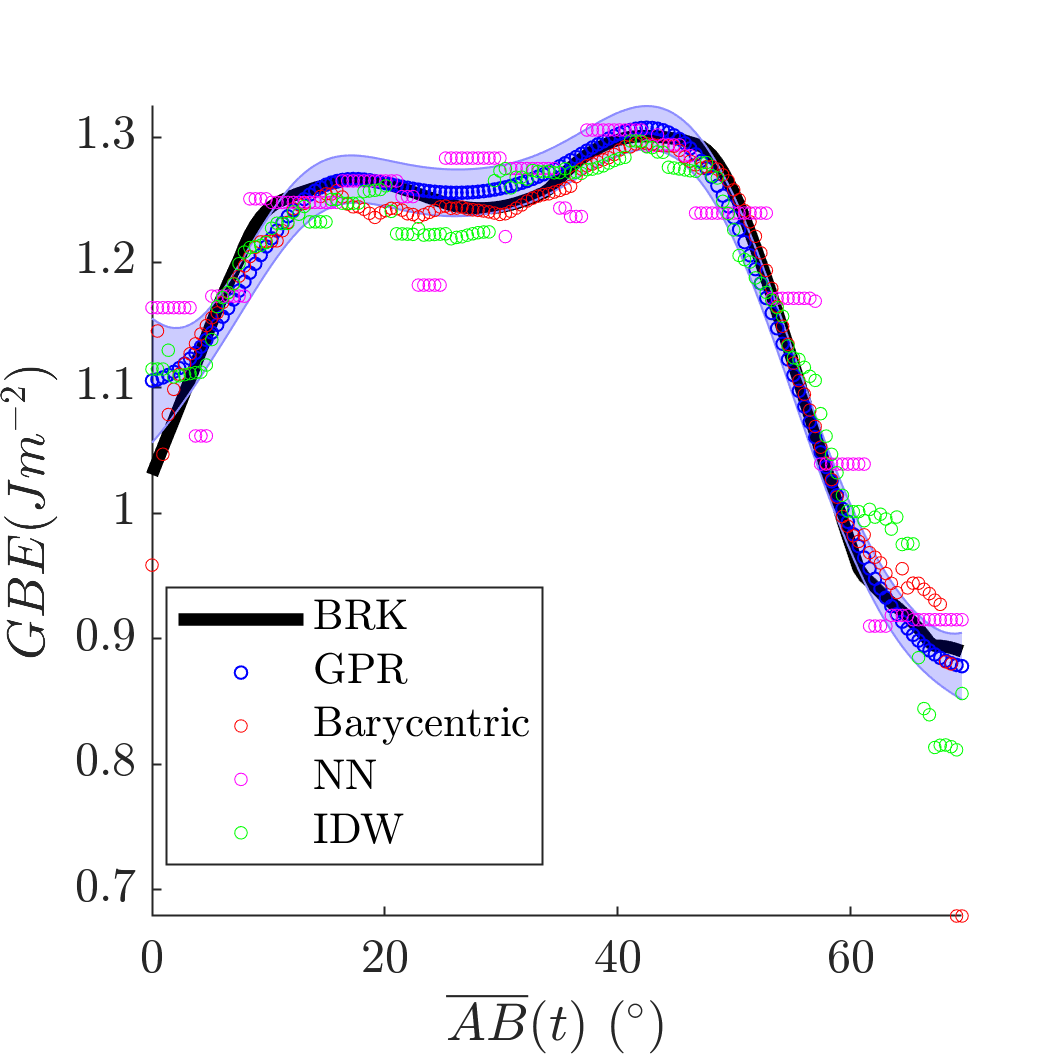 1.3
1.2
1.1
1
0.9
0.8
0.7
GBE(Jm⁻²)
BRK
GPR
Barycentric
NN
IDW
0 20 40 60
A̅B̅(t) (°)